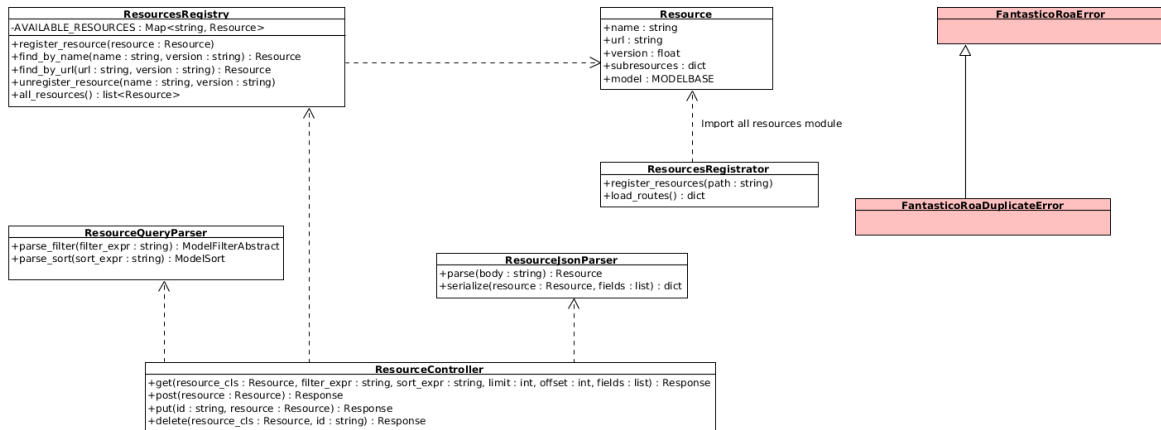 ResourcesRegistry
-AVAILABLE_RESOURCES : Map<string, Resource>
+register_resource(resource : Resource)
+find_by_name(name : string, version : string) : Resource
+find_by_url(url : string, version : string) : Resource
+unregister_resource(name : string, version : string)
+all_resources() : list<Resource>
Resource
+name : string
+url : string
+version : float
+subresources : dict
+model : MODELBASE
FantasticoRoaError
Import all resources module
ResourcesRegistrator
+register_resources(path : string)
+load_routes() : dict
FantasticoRoaDuplicateError
ResourceQueryParser
+parse_filter(filter_expr : string) : ModelFilterAbstract
+parse_sort(sort_expr : string) : ModelSort
ResourceJsonParser
+parse(body : string) : Resource
+serialize(resource : Resource, fields : list) : dict
ResourceController
+get(resource_cls : Resource, filter_expr : string, sort_expr : string, limit : int, offset : int, fields : list) : Response
+post(resource : Resource) : Response
+put(id : string, resource : Resource) : Response
+delete(resource_cls : Resource, id : string) : Response